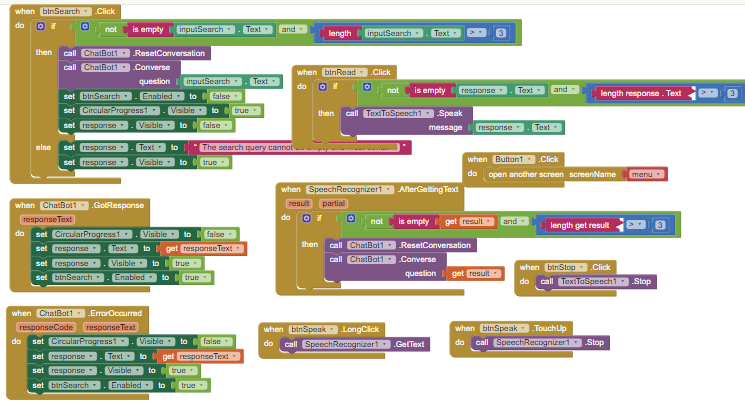 when btnSearch .Click
do if not is empty inputSearch . Text and length inputSearch . Text > 3
then call ChatBot1 .ResetConversation
call ChatBot1 .Converse
question inputSearch . Text
set btnSearch . Enabled to false
set CircularProgress1 . Visible to true
set response . Visible to false
else set response . Text to " The search query cannot be empty and must contain
set response . Visible to true
when btnRead .Click
do if not is empty response . Text and length response . Text > 3
then call TextToSpeech1 .Speak
message response . Text
when Button1 .Click
do open another screen screenName menu
when ChatBot1 .GotResponse
responseText
do set CircularProgress1 . Visible to false
set response . Text to get responseText
set response . Visible to true
set btnSearch . Enabled to true
when SpeechRecognizer1 .AfterGettingText
result partial
do if not is empty get result and length get result > 3
then call ChatBot1 .ResetConversation
call ChatBot1 .Converse
question get result
when btnStop .Click
do call TextToSpeech1 .Stop
when ChatBot1 .ErrorOccurred
responseCode responseText
do set CircularProgress1 . Visible to false
set response . Text to get responseText
set response . Visible to true
set btnSearch . Enabled to true
when btnSpeak .LongClick
do call SpeechRecognizer1 .GetText
when btnSpeak .TouchUp
do call SpeechRecognizer1 .Stop